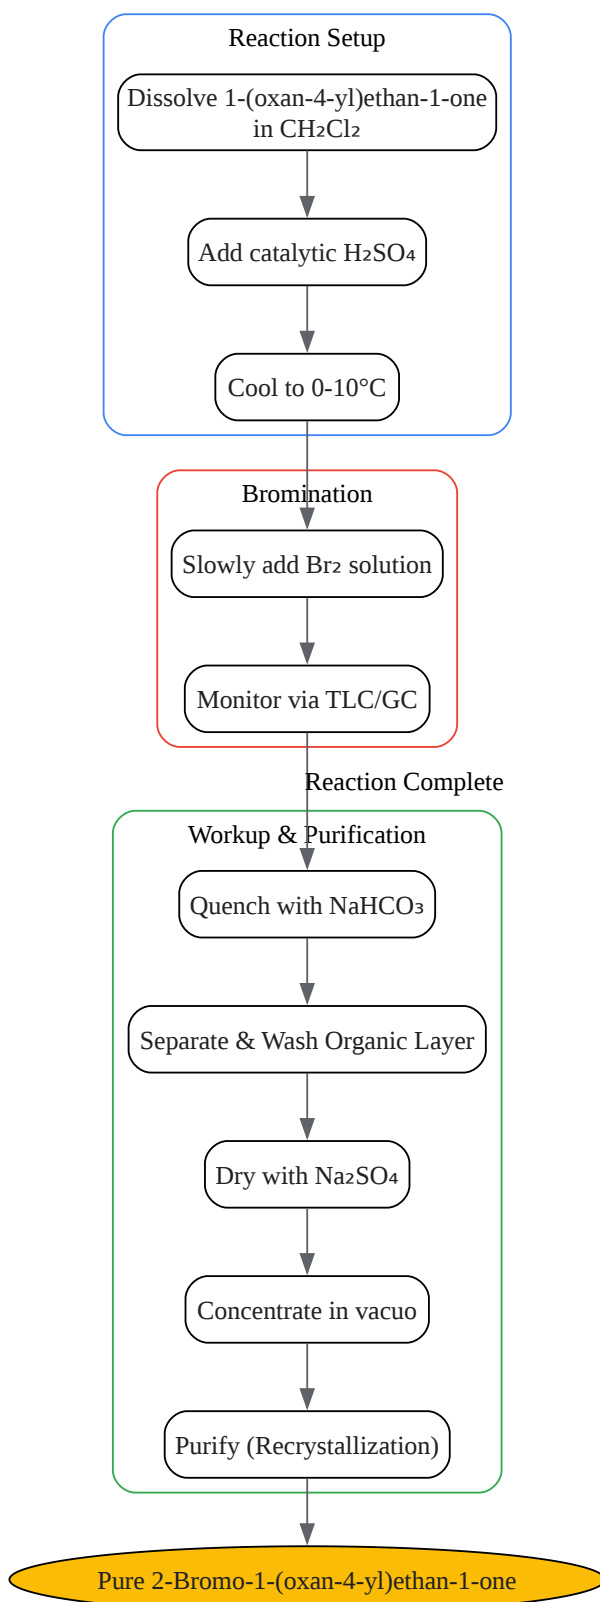 Reaction Setup
Dissolve 1-(oxan-4-yl)ethan-1-one
in CH₂Cl₂
Add catalytic H₂SO₄
Cool to 0-10°C
Bromination
Slowly add Br₂ solution
Monitor via TLC/GC
Reaction Complete
Workup & Purification
Quench with NaHCO₃
Separate & Wash Organic Layer
Dry with Na₂SO₄
Concentrate in vacuo
Purify (Recrystallization)
Pure 2-Bromo-1-(oxan-4-yl)ethan-1-one